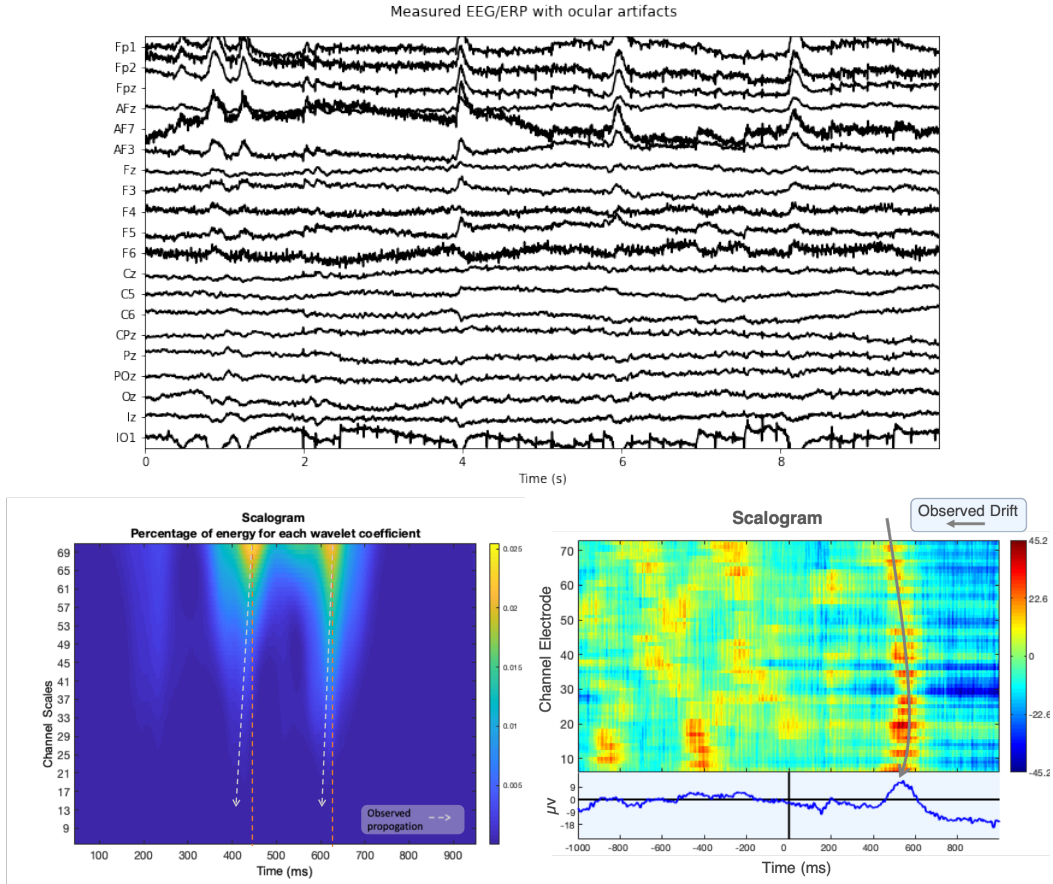 Measured EEG/ERP with ocular artifacts
Fp1
Fp2
Fpz
AFz
AF7
AF3
Fz
F3
F4
F5
F6
Cz
C5
C6
CPz
Pz
POz
Oz
Iz
IO1
0 2 4 6 8
Time (s)
Scalogram
Percentage of energy for each wavelet coefficient
69
65
61
57
53
49
45
41
37
33
29
25
21
17
13
9
Channel Scales
100 200 300 400 500 600 700 800 900
Time (ms)
Observed
propogation
0.025
0.02
0.015
0.01
0.005
Scalogram
Observed Drift
70
60
50
40
30
20
10
Channel Electrode
45.2
22.6
0
-22.6
-45.2
9
0
-9
-18
μv
-1000 -800 -600 -400 -200 0 200 400 600 800
Time (ms)